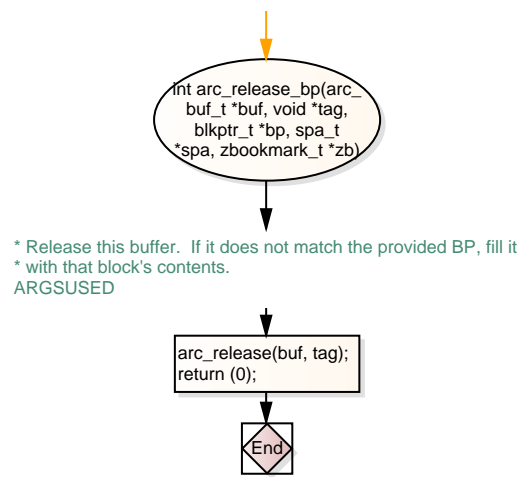 int arc_release_bp(arc_
buf_t *buf, void *tag,
blkptr_t *bp, spa_t
*spa, zbookmark_t *zb)
* Release this buffer.  If it does not match the provided BP, fill it
* with that block's contents.
ARGSUSED
arc_release(buf, tag);
return (0);
End